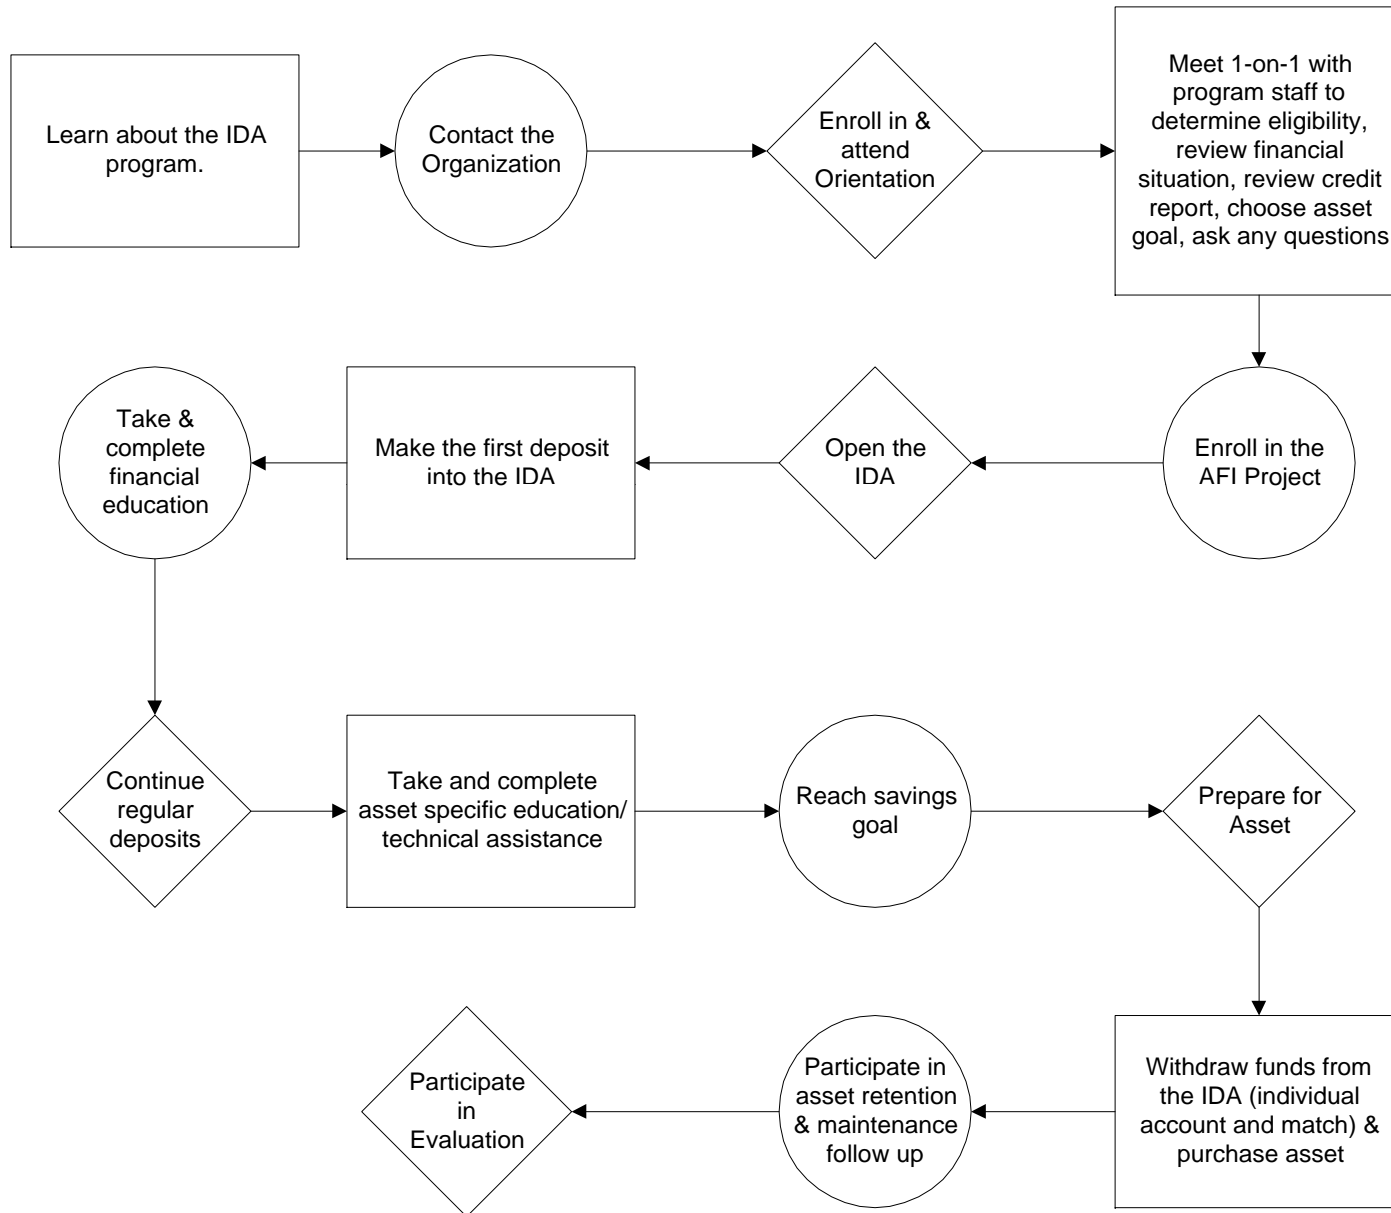 Learn about the IDA
program.
Contact the
Organization
Enroll in &
attend
Orientation
Meet 1-on-1 with
program staff to
determine eligibility,
review financial
situation, review credit
report, choose asset
goal, ask any questions
Enroll in the
AFI Project
Open the
IDA
Make the first deposit
into the IDA
Take &
complete
financial
education
Continue
regular
deposits
Take and complete
asset specific education/
technical assistance
Reach savings
goal
Prepare for
Asset
Withdraw funds from
the IDA (individual
account and match) &
purchase asset
Participate in
asset retention
& maintenance
follow up
Participate
in
Evaluation